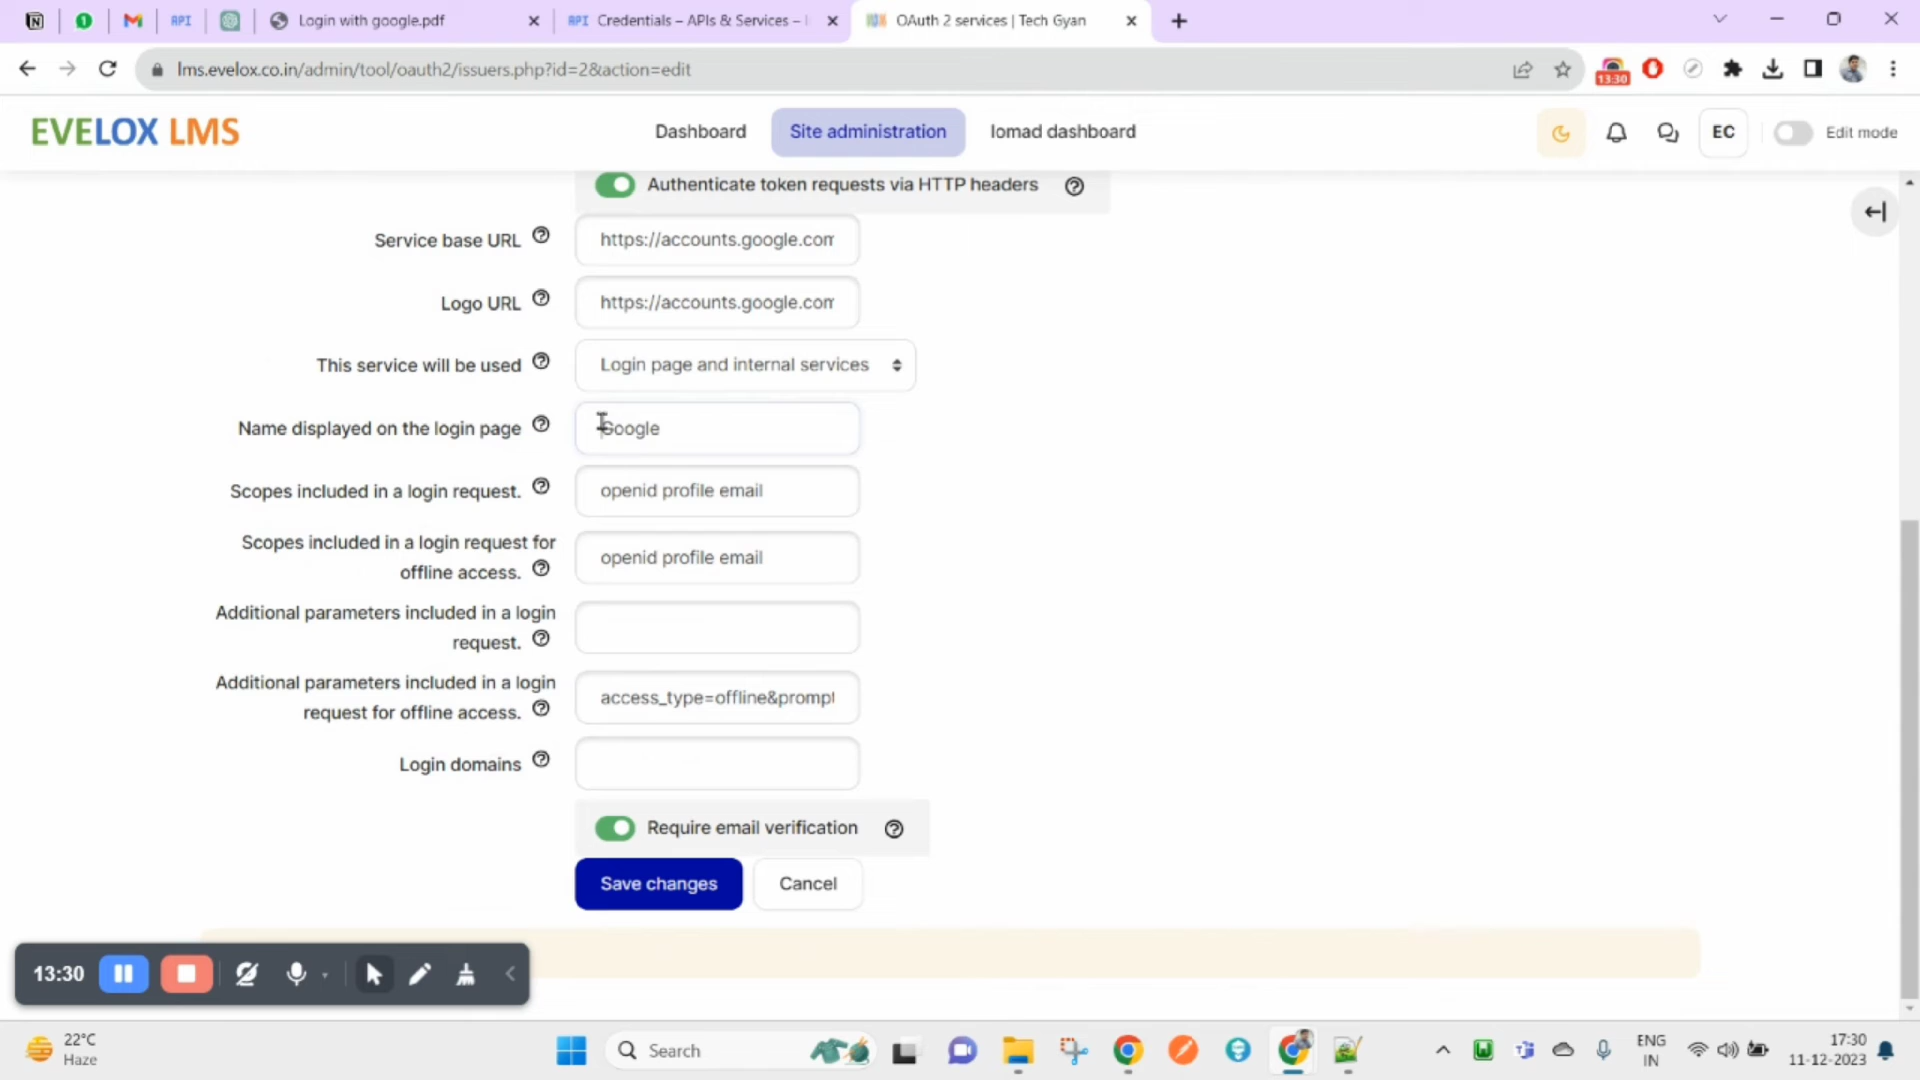 Login with google.pdf
API Credentials – APIs & Services –
OAuth 2 services | Tech Gyan
API
lms.evelox.co.in/admin/tool/oauth2/issuers.php?id=2&action=edit
13:30
EVELOX LMS
Dashboard
Site administration
Iomad dashboard
EC
Edit mode
Authenticate token requests via HTTP headers
Service base URL
https://accounts.google.com
Logo URL
https://accounts.google.com
This service will be used
Login page and internal services
Name displayed on the login page
Google
Scopes included in a login request.
openid profile email
Scopes included in a login request for
offline access.
openid profile email
Additional parameters included in a login
request.
Additional parameters included in a login
request for offline access.
access_type=offline&prompt
Login domains
Require email verification
Save changes
Cancel
13:30
22°C
Haze
Search
ENG
IN
17:30
11-12-2023